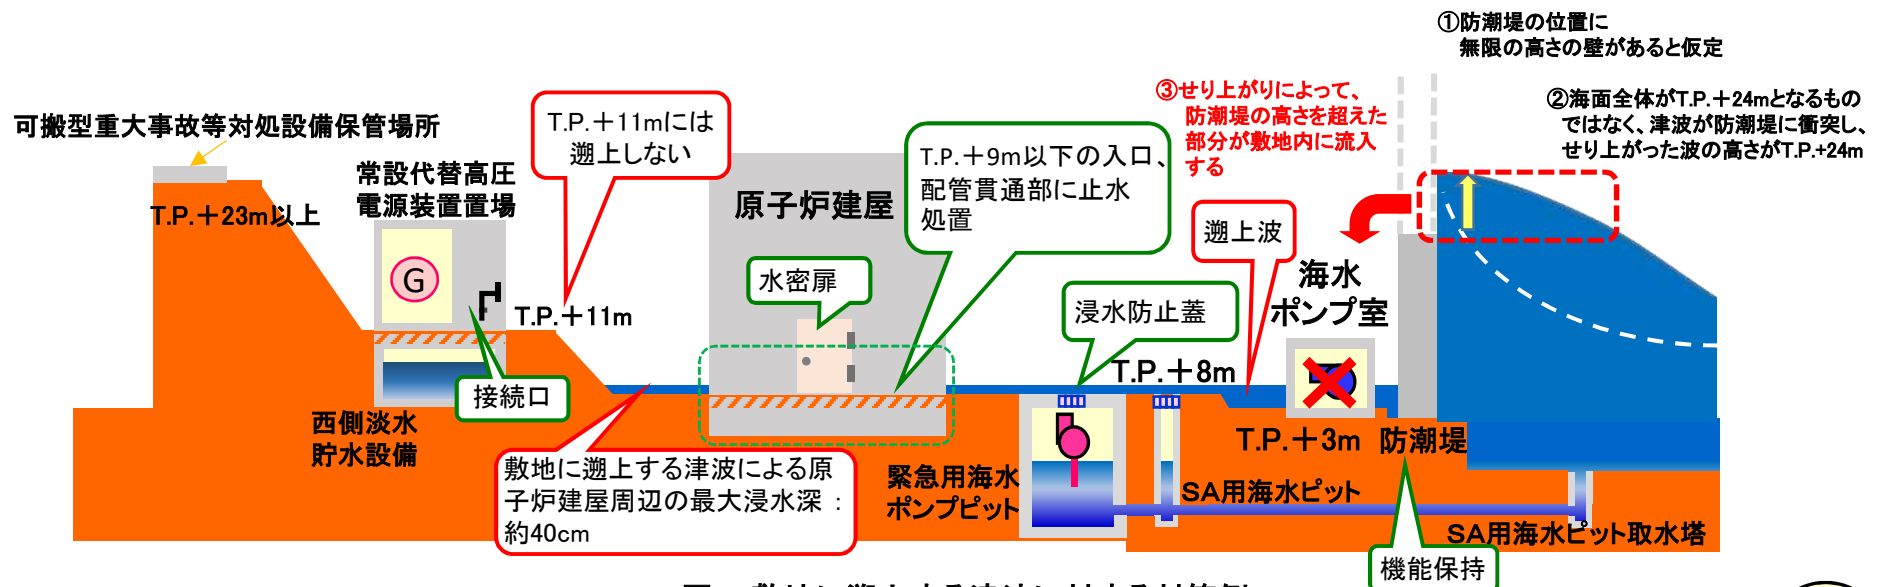 ①防潮堤の位置に
無限の高さの壁があると仮定
②海面全体がT.P.＋24mとなるもの
ではなく、津波が防潮堤に衝突し、
せり上がった波の高さがT.P.+24m
③せり上がりによって、
防潮堤の高さを超えた
部分が敷地内に流入
する
可搬型重大事故等対処設備保管場所
T.P.＋23m以上
常設代替高圧
電源装置置場
G
T.P.＋11mには
遡上しない
T.P.＋11m
原子炉建屋
T.P.＋9m以下の入口、
配管貫通部に止水
処置
水密扉
遡上波
浸水防止蓋
海水
ポンプ室
T.P.＋8m
接続口
西側淡水
貯水設備
敷地に遡上する津波による原
子炉建屋周辺の最大浸水深：
約40cm
緊急用海水
ポンプピット
T.P.＋3m
防潮堤
SA用海水ピット
SA用海水ピット取水塔
機能保持